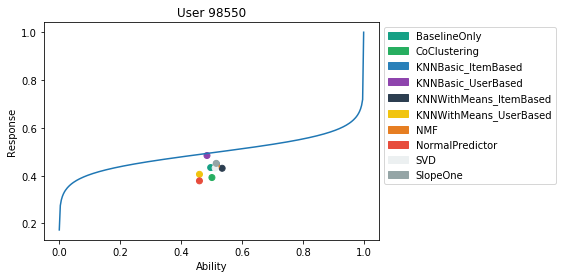 User 98550
Response
1.0
0.8
0.6
0.4
0.2
0.0
0.2
0.4
0.6
0.8
1.0
Ability
BaselineOnly
CoClustering
KNNBasic_ItemBased
KNNBasic_UserBased
KNNWithMeans_ItemBased
KNNWithMeans_UserBased
NMF
NormalPredictor
SVD
SlopeOne